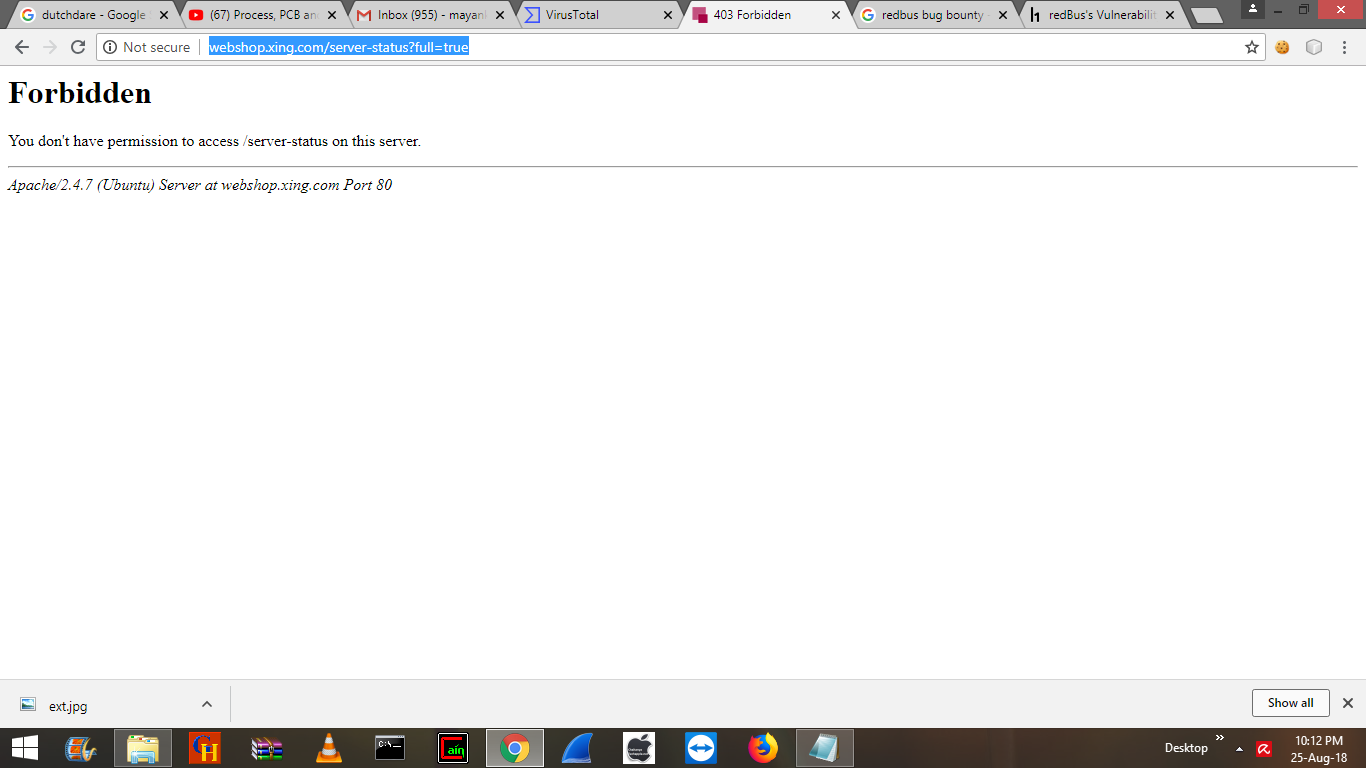 dutchdare - Google
(67) Process, PCB an
Inbox (955) - mayan
VirusTotal
403 Forbidden
redbus bug bounty
redBus's Vulnerabilit
Not secure
webshop.xing.com/server-status?full=true
Forbidden
You don't have permission to access /server-status on this server.
Apache/2.4.7 (Ubuntu) Server at webshop.xing.com Port 80
ext.jpg
Show all
C:\
Cain
Desktop
»
10:12 PM
25-Aug-18